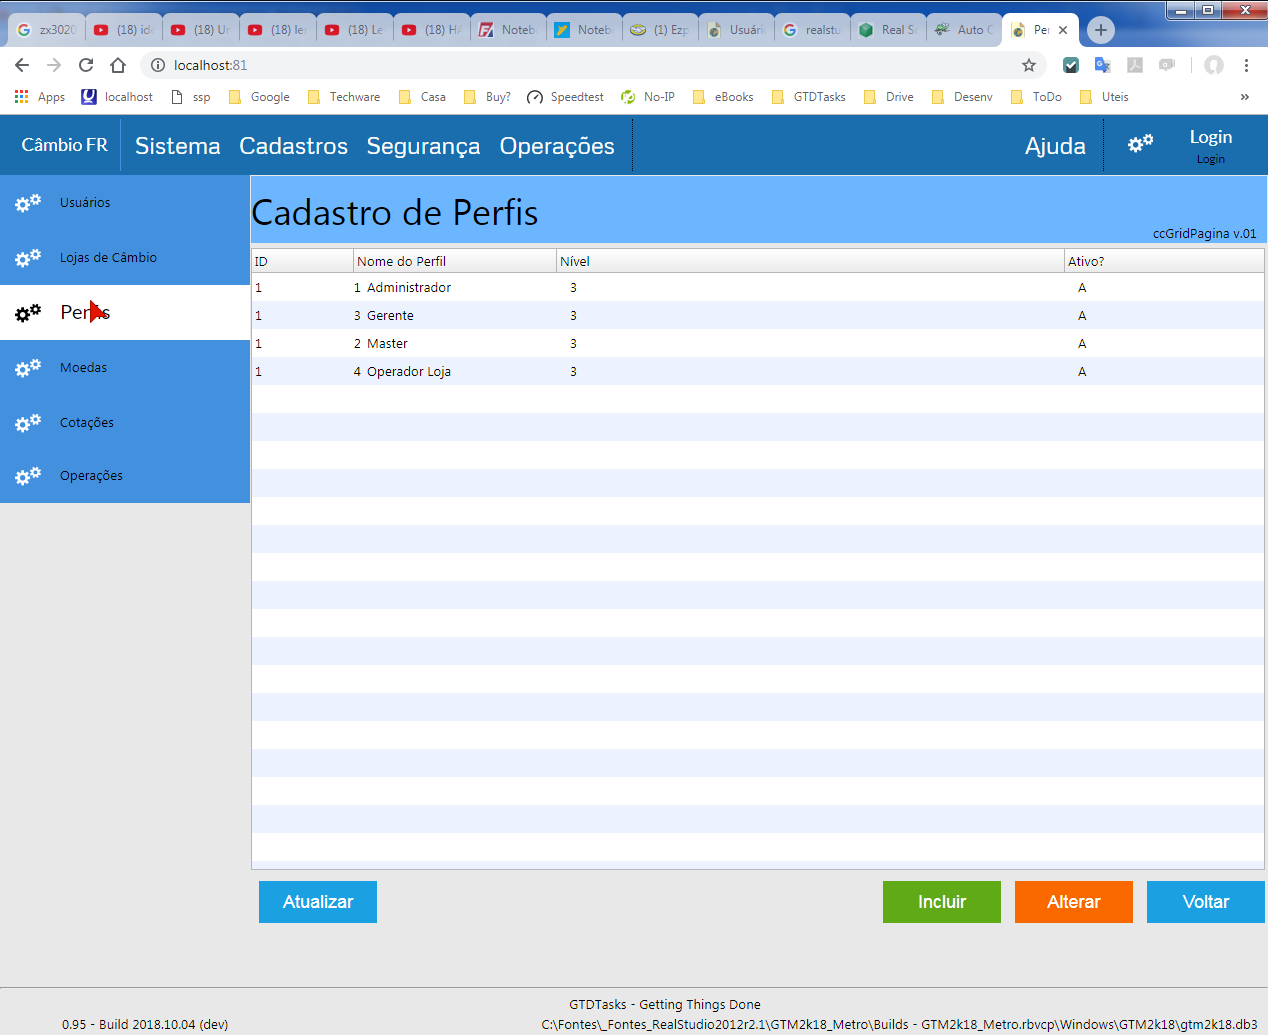 zx3020 (18) ide (18) Ur (18) ler (18) Le (18) HA Noteb Noteb (1) Ezp Usuári realstu Real S Auto C Per
localhost:81
Apps localhost ssp Google Techware Casa Buy? Speedtest No-IP eBooks GTDTasks Drive Desenv ToDo Uteis »
Câmbio FR Sistema Cadastros Segurança Operações Ajuda Login
Login
Usuários
Lojas de Câmbio
Perfis
Moedas
Cotações
Operações
Cadastro de Perfis
ccGridPagina v.01
ID Nome do Perfil Nível Ativo?
1 1 Administrador 3 A
1 3 Gerente 3 A
1 2 Master 3 A
1 4 Operador Loja 3 A
Atualizar Incluir Alterar Voltar
GTDTasks - Getting Things Done
0.95 - Build 2018.10.04 (dev) C:\Fontes\_Fontes_RealStudio2012r2.1\GTM2k18_Metro\Builds - GTM2k18_Metro.rbvcp\Windows\GTM2k18\gtm2k18.db3